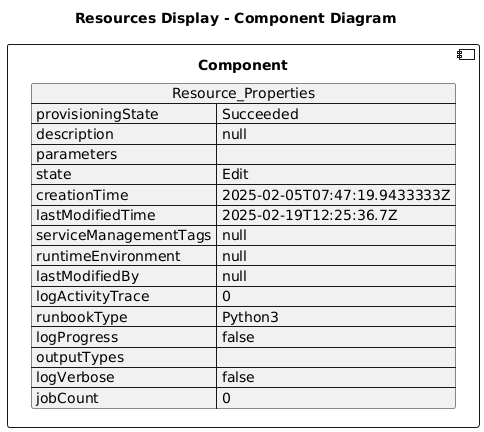 Resources Display - Component Diagram
Component
Resource_Properties
provisioningState Succeeded
description null
parameters
state Edit
creationTime 2025-02-05T07:47:19.9433333Z
lastModifiedTime 2025-02-19T12:25:36.7Z
serviceManagementTags null
runtimeEnvironment null
lastModifiedBy null
logActivityTrace 0
runbookType Python3
logProgress false
outputTypes
logVerbose false
jobCount 0